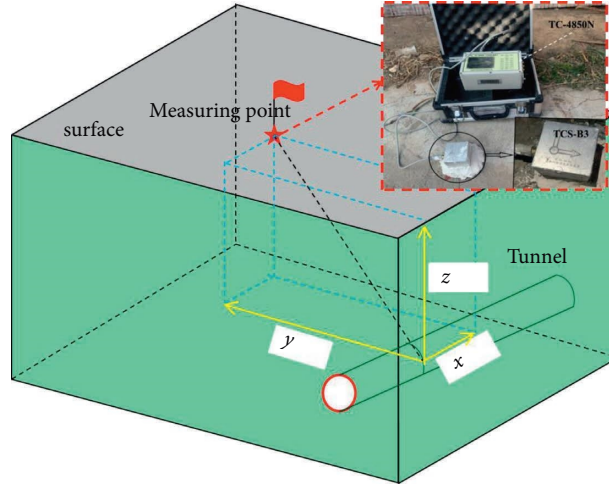 TC-4850N
Measuring point
surface
TCS-B3
Tunnel
z
y
x